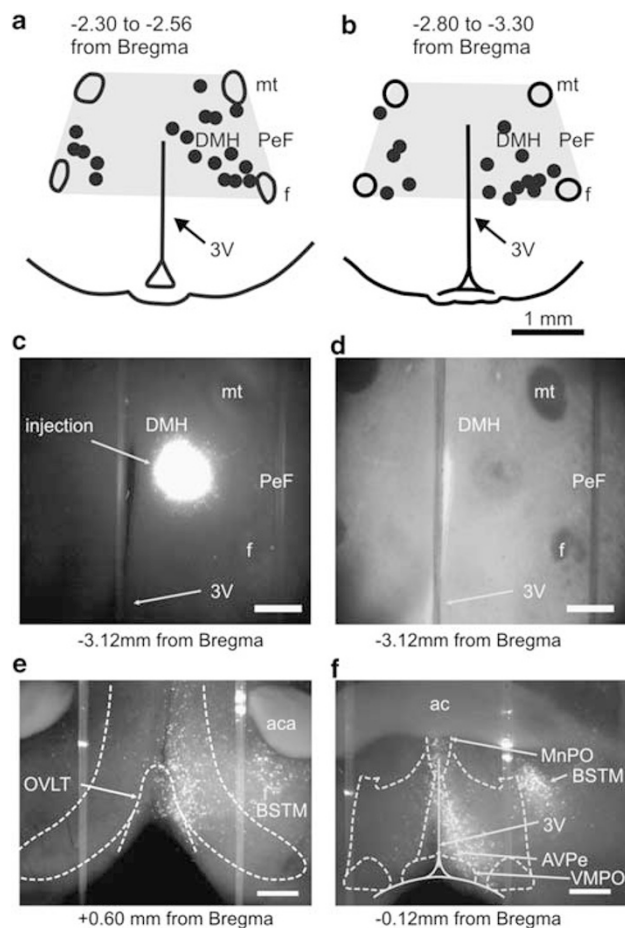 a
-2.30 to -2.56
from Bregma
mt
DMH PeF
f
3V
b
-2.80 to -3.30
from Bregma
mt
DMH PeF
f
3V
1 mm
c
mt
DMH
injection
PeF
f
3V
-3.12mm from Bregma
d
mt
DMH
PeF
f
3V
-3.12mm from Bregma
e
aca
OVLT
BSTM
+0.60 mm from Bregma
f
ac
MnPO
BSTM
3V
AVPe
VMPO
-0.12mm from Bregma